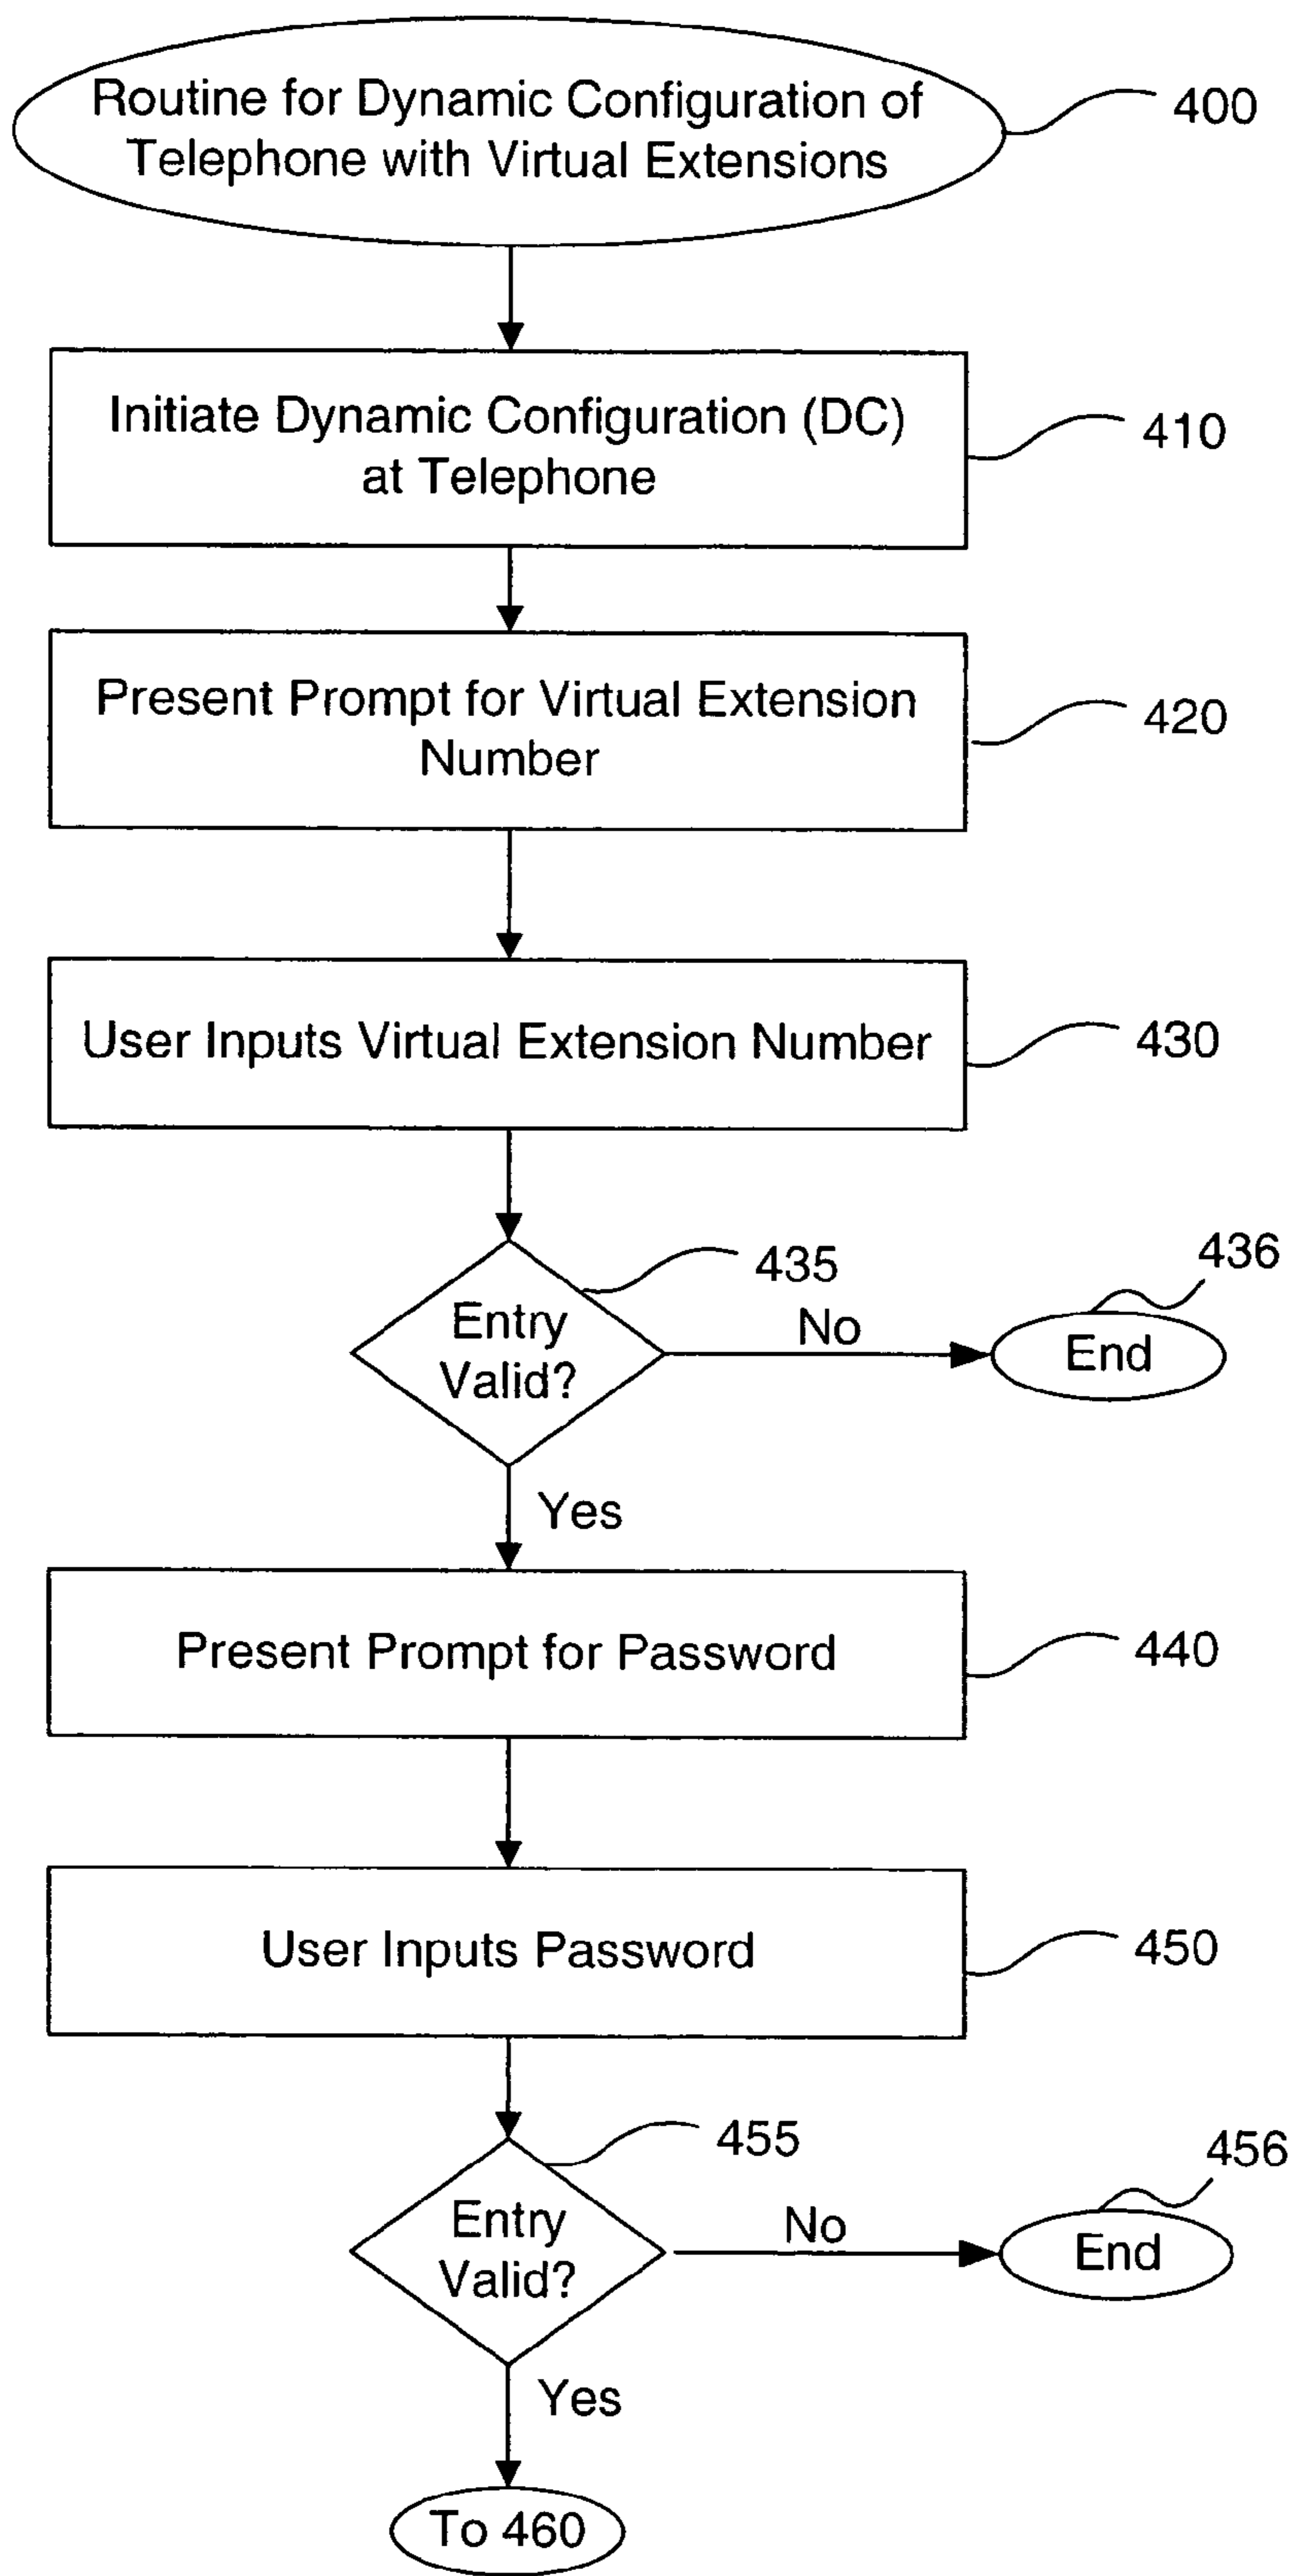 Routine for Dynamic Configuration of
Telephone with Virtual Extensions
400
Initiate Dynamic Configuration (DC)
at Telephone
410
Present Prompt for Virtual Extension
Number
420
User Inputs Virtual Extension Number
430
Entry
Valid?
435
No
End
436
Yes
Present Prompt for Password
440
User Inputs Password
450
Entry
Valid?
455
No
End
456
Yes
To 460